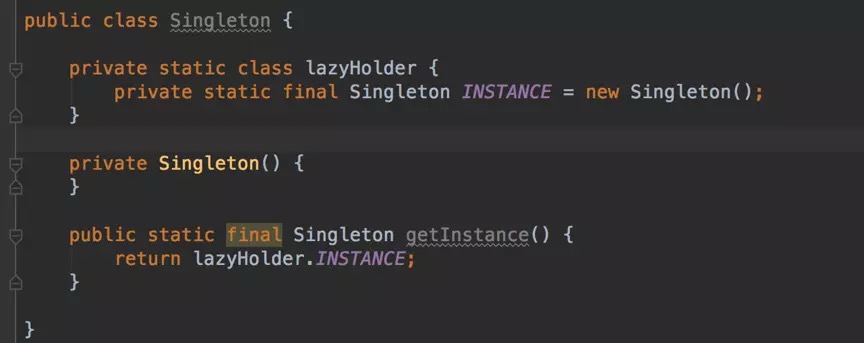 public class Singleton {
private static class lazyHolder {
private static final Singleton INSTANCE = new Singleton();
}
private Singleton() {
}
public static final Singleton getInstance() {
return lazyHolder.INSTANCE;
}
}